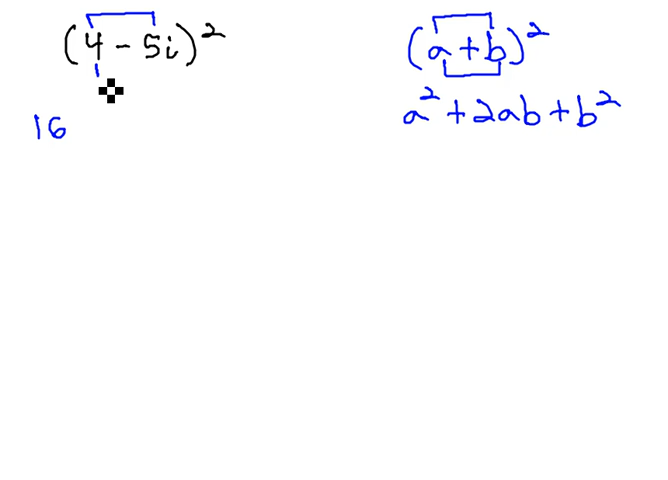 (4 - 5i)²
(a + b)²
a² + 2ab + b²
16